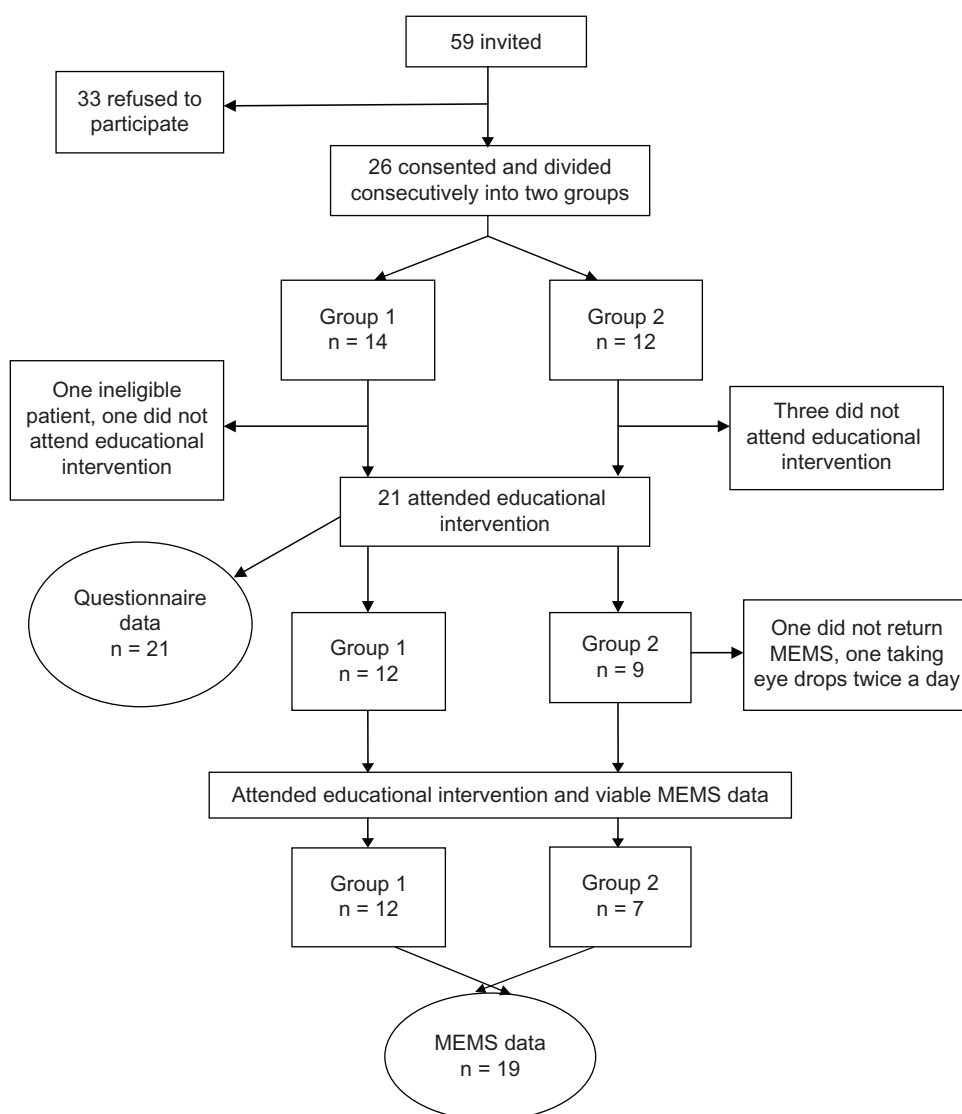 59 invited
33 refused to
participate
26 consented and divided
consecutively into two groups
Group 1
n = 14
Group 2
n = 12
One ineligible
patient, one did not
attend educational
intervention
Three did not
attend educational
intervention
21 attended educational
intervention
Questionnaire
data
n = 21
Group 1
n = 12
Group 2
n = 9
One did not return
MEMS, one taking
eye drops twice a day
Attended educational intervention and viable MEMS data
Group 1
n = 12
Group 2
n = 7
MEMS data
n = 19